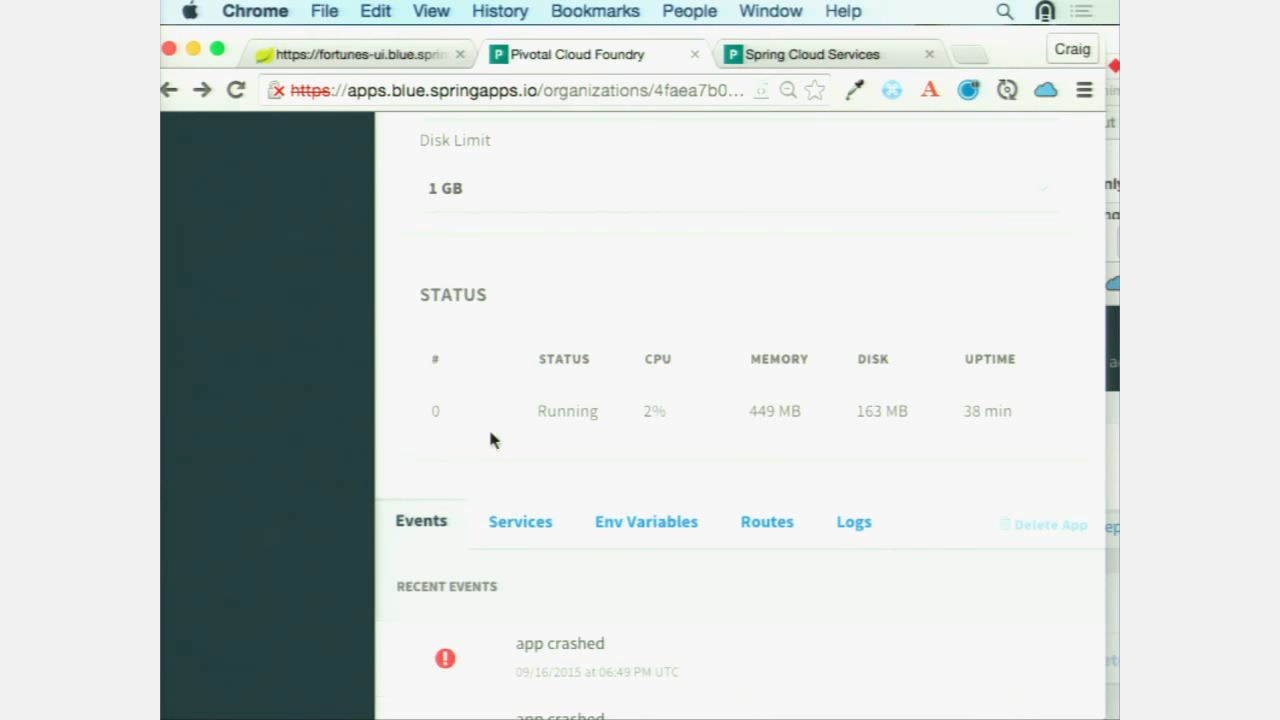 Chrome File Edit View History Bookmarks People Window Help
https://fortunes-ui.blue.sprin Pivotal Cloud Foundry Spring Cloud Services Craig
https://apps.blue.springapps.io/organizations/4faea7b0...
Disk Limit
1 GB
STATUS
# STATUS CPU MEMORY DISK UPTIME
0 Running 2% 449 MB 163 MB 38 min
Events Services Env Variables Routes Logs Delete App
RECENT EVENTS
app crashed
09/16/2015 at 06:49 PM UTC
app crashed